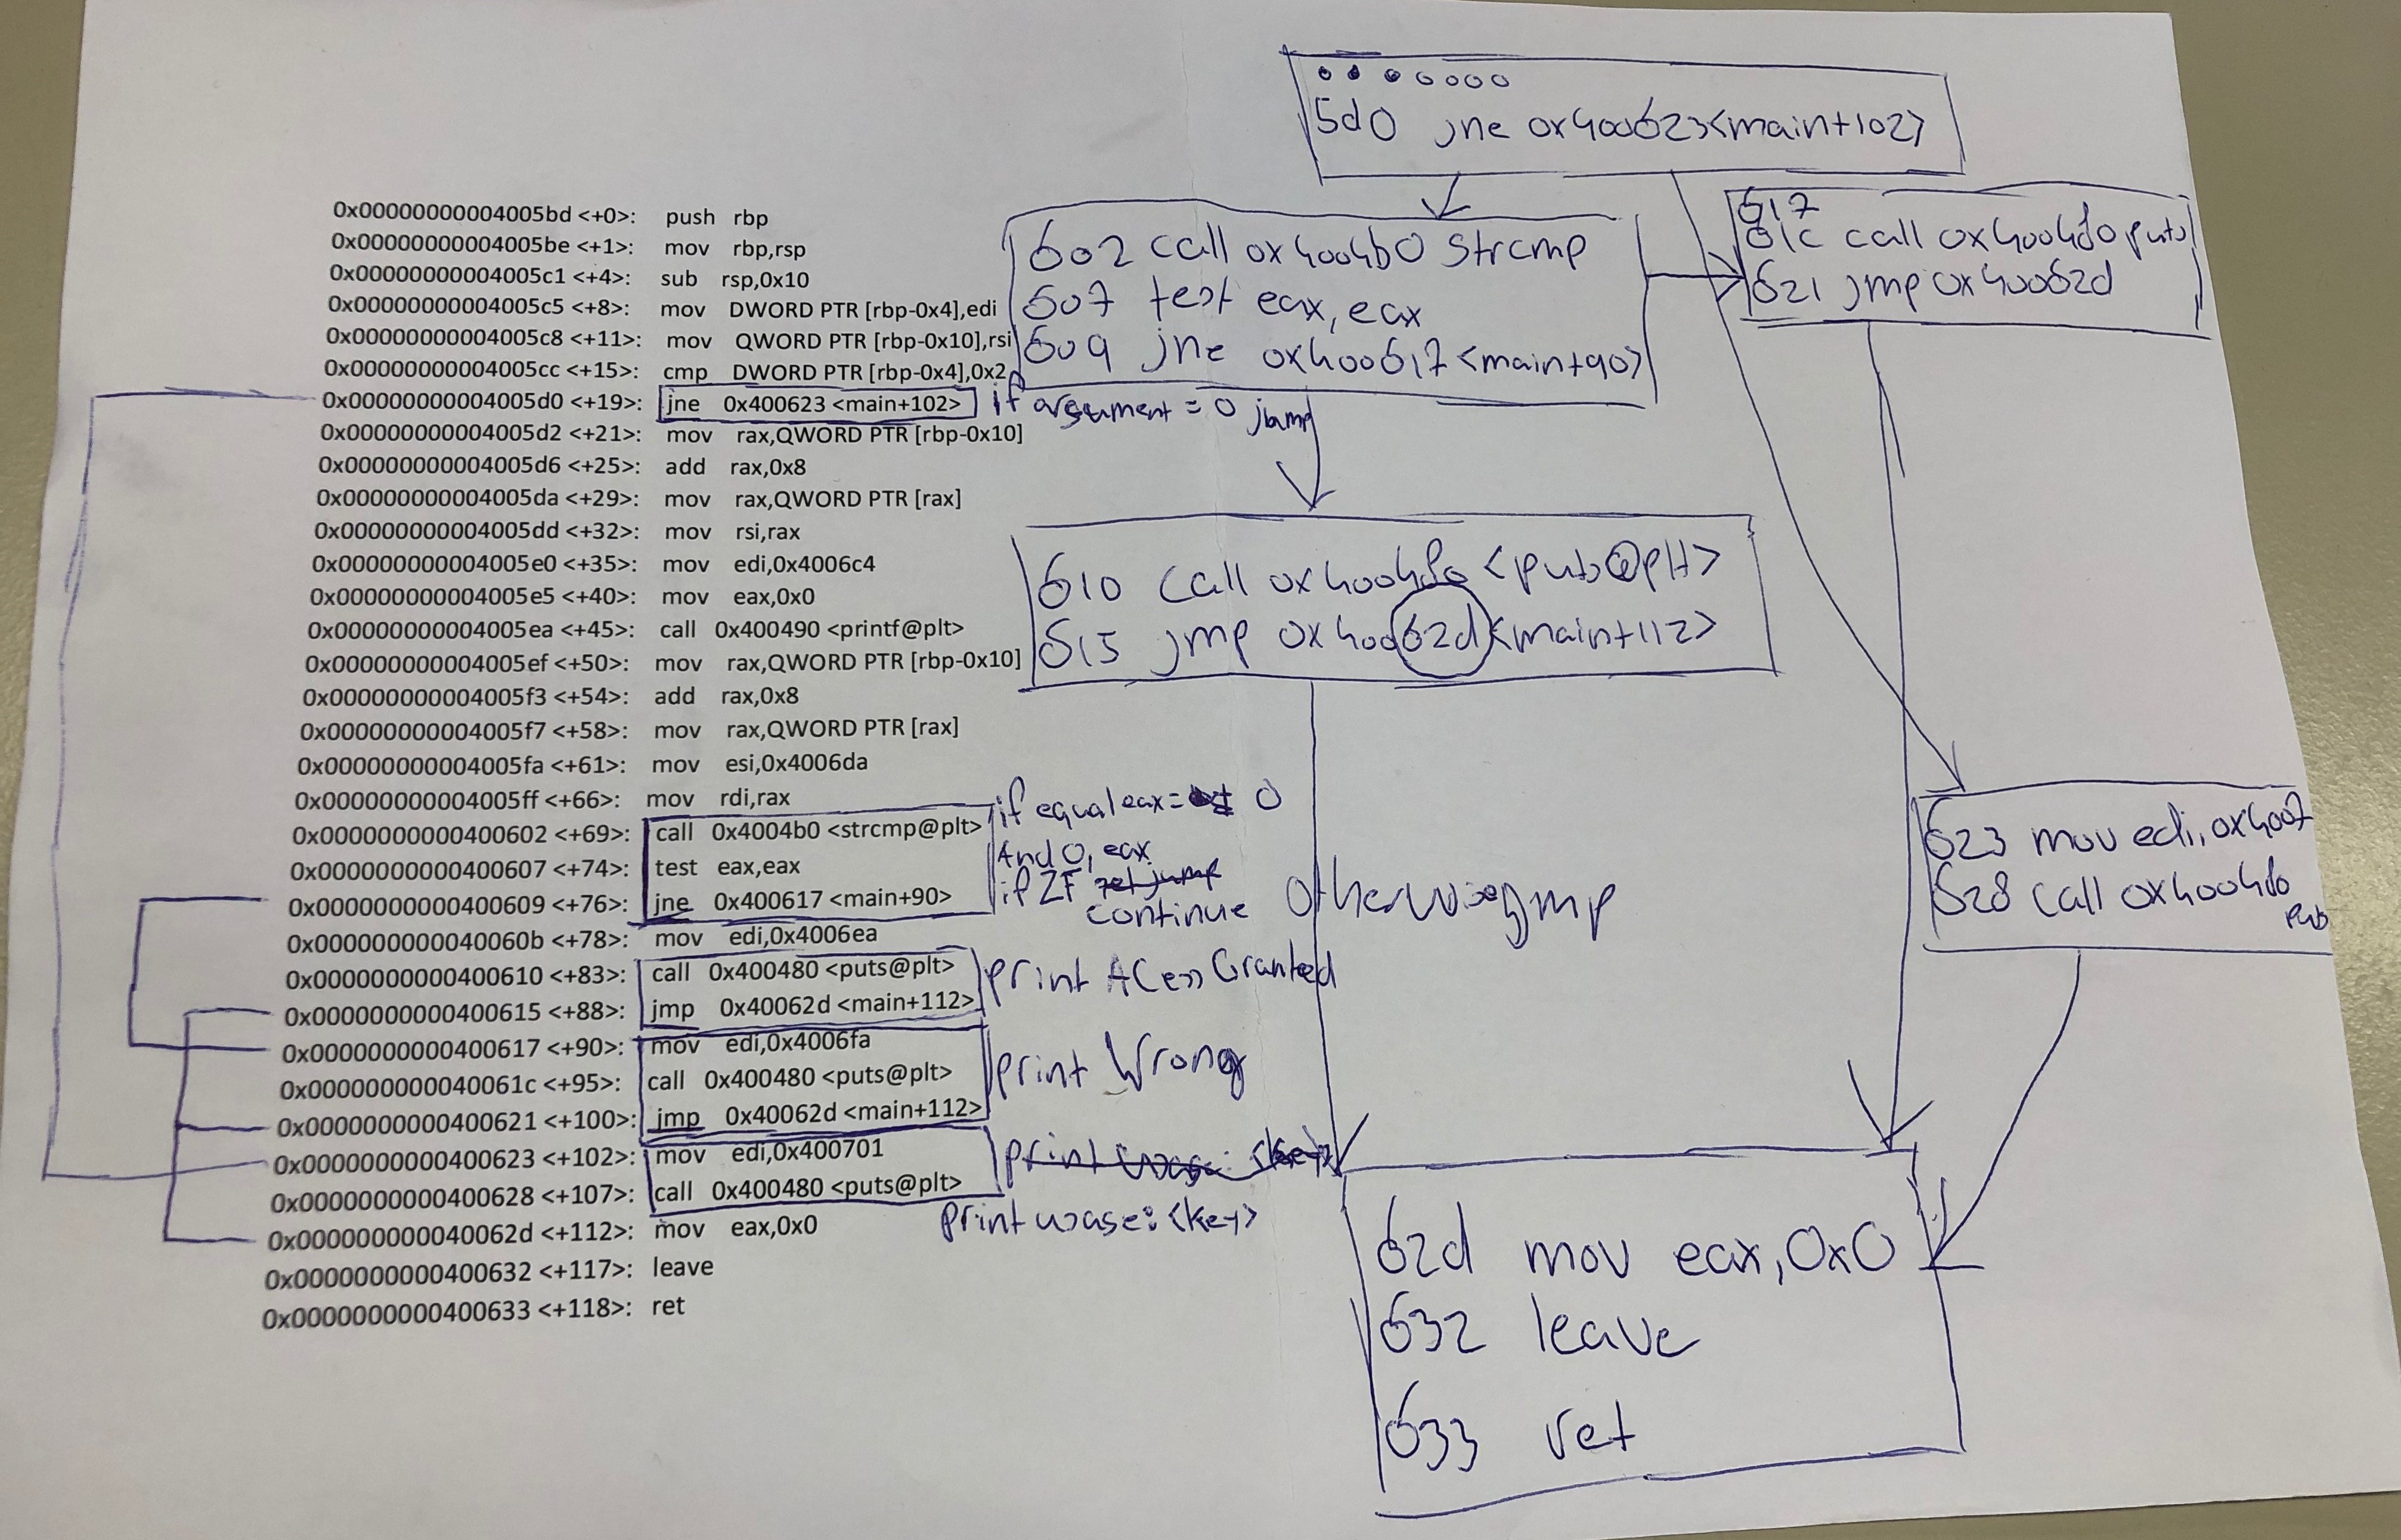 0x00000000004005bd <+0>: push rbp
0x00000000004005be <+1>: mov rbp,rsp
0x00000000004005c1 <+4>: sub rsp,0x10
0x00000000004005c5 <+8>: mov DWORD PTR [rbp-0x4],edi
0x00000000004005c8 <+11>: mov QWORD PTR [rbp-0x10],rsi
0x00000000004005cc <+15>: cmp DWORD PTR [rbp-0x4],0x2
0x00000000004005d0 <+19>: jne 0x400623 <main+102> if argument = 0 jump
0x00000000004005d2 <+21>: mov rax,QWORD PTR [rbp-0x10]
0x00000000004005d6 <+25>: add rax,0x8
0x00000000004005da <+29>: mov rax,QWORD PTR [rax]
0x00000000004005dd <+32>: mov rsi,rax
0x00000000004005e0 <+35>: mov edi,0x4006c4
0x00000000004005e5 <+40>: mov eax,0x0
0x00000000004005ea <+45>: call 0x400490 <printf@plt>
0x00000000004005ef <+50>: mov rax,QWORD PTR [rbp-0x10]
0x00000000004005f3 <+54>: add rax,0x8
0x00000000004005f7 <+58>: mov rax,QWORD PTR [rax]
0x00000000004005fa <+61>: mov esi,0x4006da
0x00000000004005ff <+66>: mov rdi,rax
0x0000000000400602 <+69>: call 0x4004b0 <strcmp@plt>
0x0000000000400607 <+74>: test eax,eax
0x0000000000400609 <+76>: jne 0x400617 <main+90>
0x000000000040060b <+78>: mov edi,0x4006ea
0x0000000000400610 <+83>: call 0x400480 <puts@plt>
0x0000000000400615 <+88>: jmp 0x40062d <main+112>
0x0000000000400617 <+90>: mov edi,0x4006fa
0x000000000040061c <+95>: call 0x400480 <puts@plt>
0x0000000000400621 <+100>: jmp 0x40062d <main+112>
0x0000000000400623 <+102>: mov edi,0x400701
0x0000000000400628 <+107>: call 0x400480 <puts@plt>
0x000000000040062d <+112>: mov eax,0x0
0x0000000000400632 <+117>: leave
0x0000000000400633 <+118>: ret
if equal eax = 0
And 0, eax
if ZF set jump
continue otherwise jmp
print Acess Granted
print Wrong
print usage: <key>
print usage: <key>
5d0 jne 0x400623<main+102>
602 call 0x4004b0 strcmp
607 test eax, eax
609 jne 0x400617<main+90>
617
61c call 0x400480 puts
621 jmp 0x40062d
610 call 0x400480 <puts@plt>
615 jmp 0x40062d<main+112>
623 mov edi, 0x4007
628 call 0x400480
puts
62d mov eax, 0x0
632 leave
633 ret